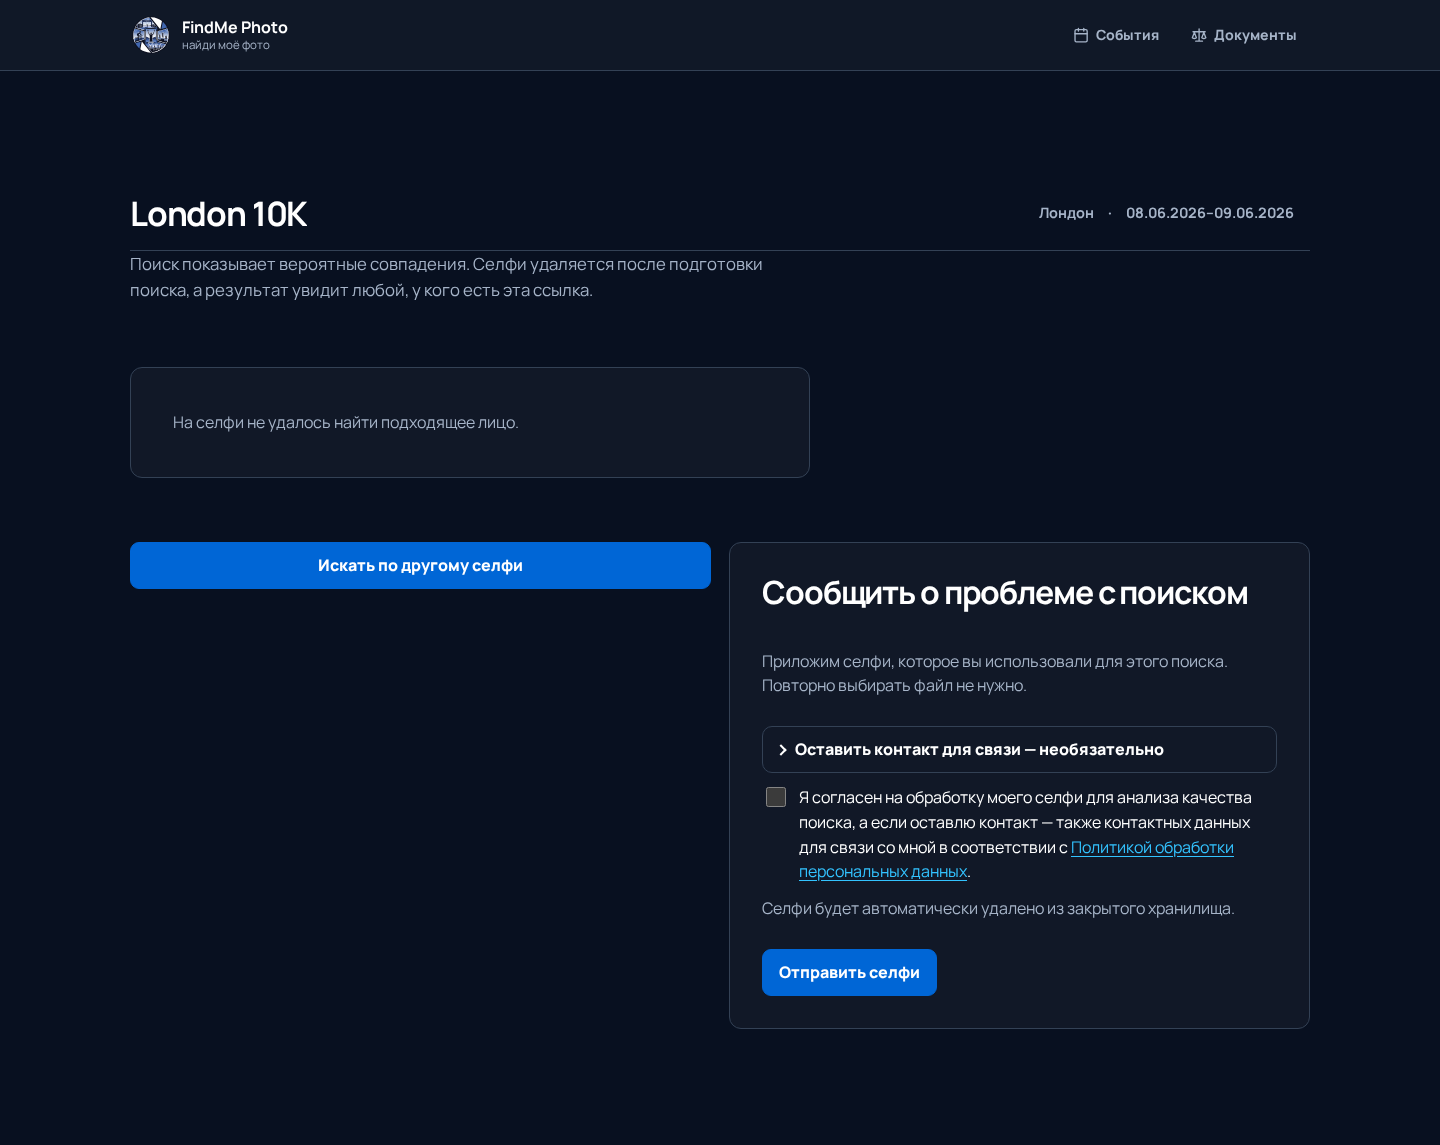 FindMe Photo
найди моё фото
События
Документы
London 10K
Лондон · 08.06.2026–09.06.2026
Поиск показывает вероятные совпадения. Селфи удаляется после подготовки
поиска, а результат увидит любой, у кого есть эта ссылка.
На селфи не удалось найти подходящее лицо.
Искать по другому селфи
Сообщить о проблеме с поиском
Приложим селфи, которое вы использовали для этого поиска.
Повторно выбирать файл не нужно.
Оставить контакт для связи — необязательно
Я согласен на обработку моего селфи для анализа качества
поиска, а если оставлю контакт — также контактных данных
для связи со мной в соответствии с Политикой обработки
персональных данных.
Селфи будет автоматически удалено из закрытого хранилища.
Отправить селфи